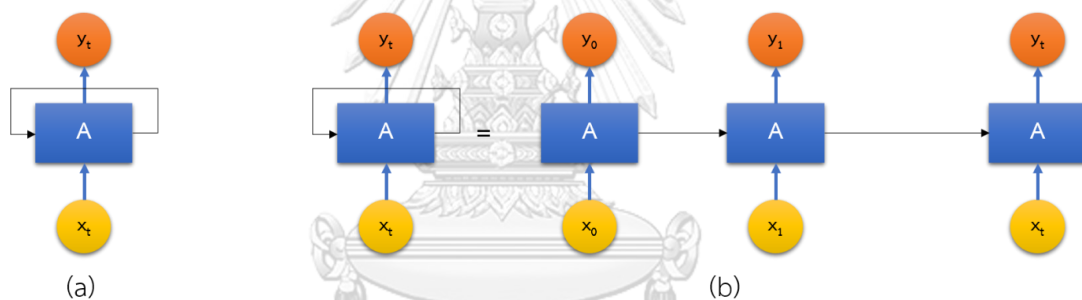 yₜ yₜ y₀ y₁ yₜ
A A = A A A
xₜ xₜ x₀ x₁ xₜ
(a) (b)